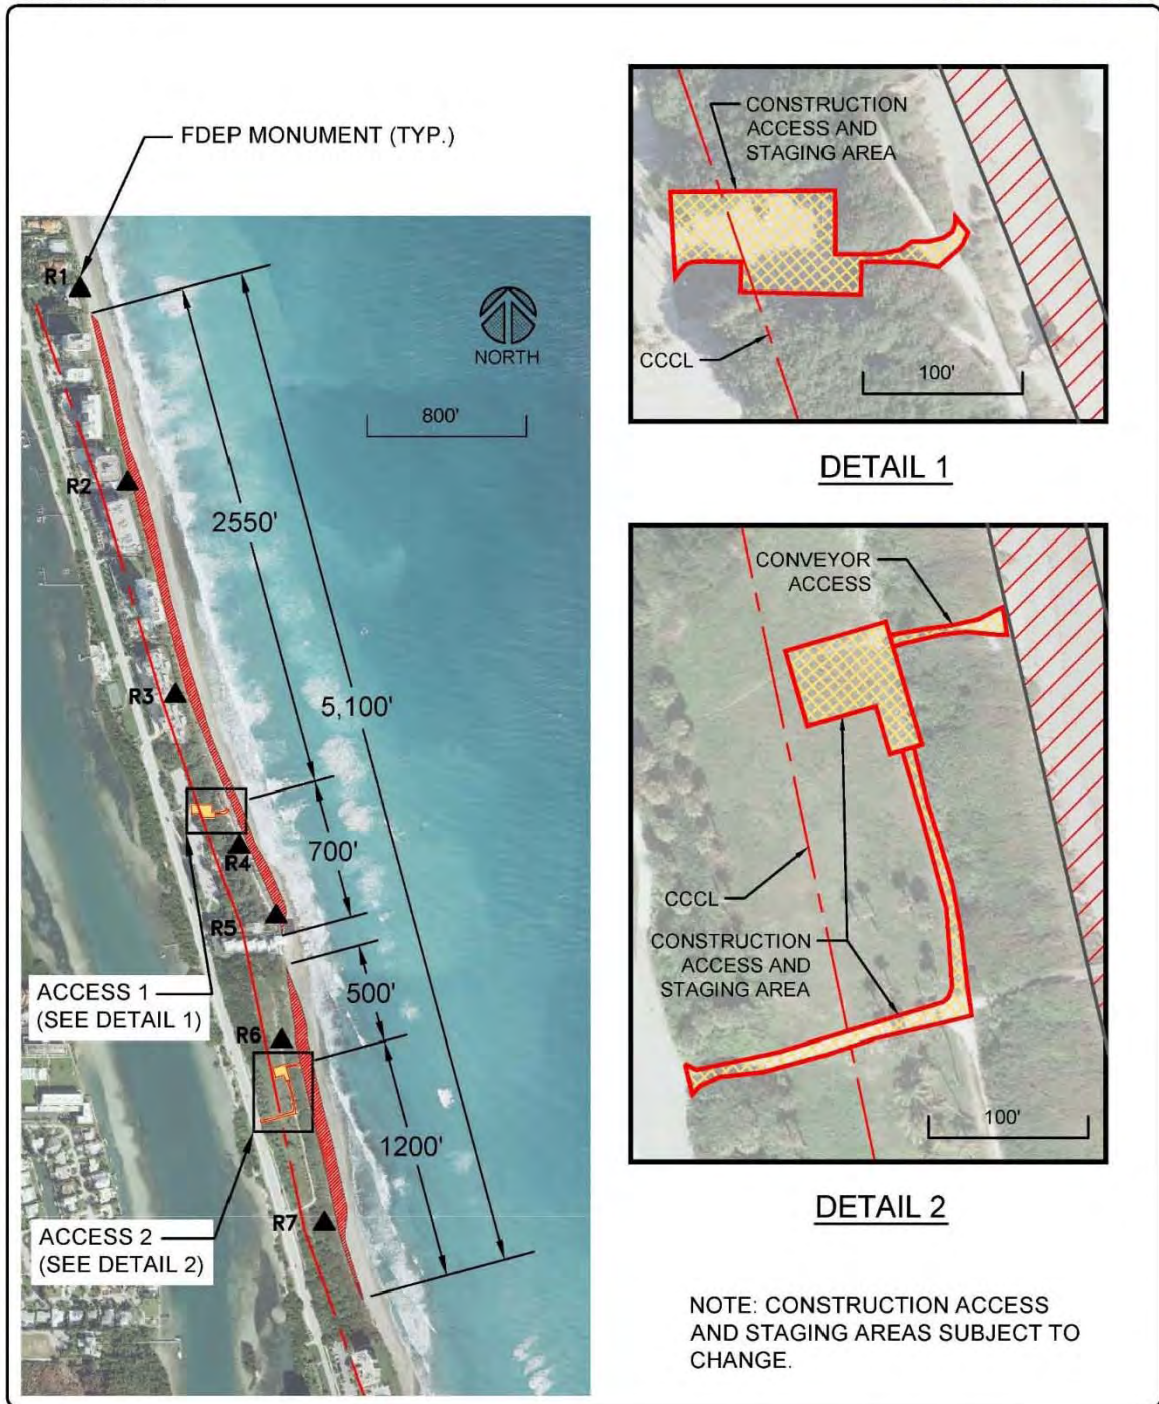 FDEP MONUMENT (TYP.)
R1
NORTH
800'
R2
2550'
R3
5,100'
R4
700'
R5
500'
ACCESS 1
(SEE DETAIL 1)
R6
1200'
R7
ACCESS 2
(SEE DETAIL 2)
CONSTRUCTION
ACCESS AND
STAGING AREA
CCCL
100'
DETAIL 1
CONVEYOR
ACCESS
CCCL
CONSTRUCTION
ACCESS AND
STAGING AREA
100'
DETAIL 2
NOTE: CONSTRUCTION ACCESS
AND STAGING AREAS SUBJECT TO
CHANGE.